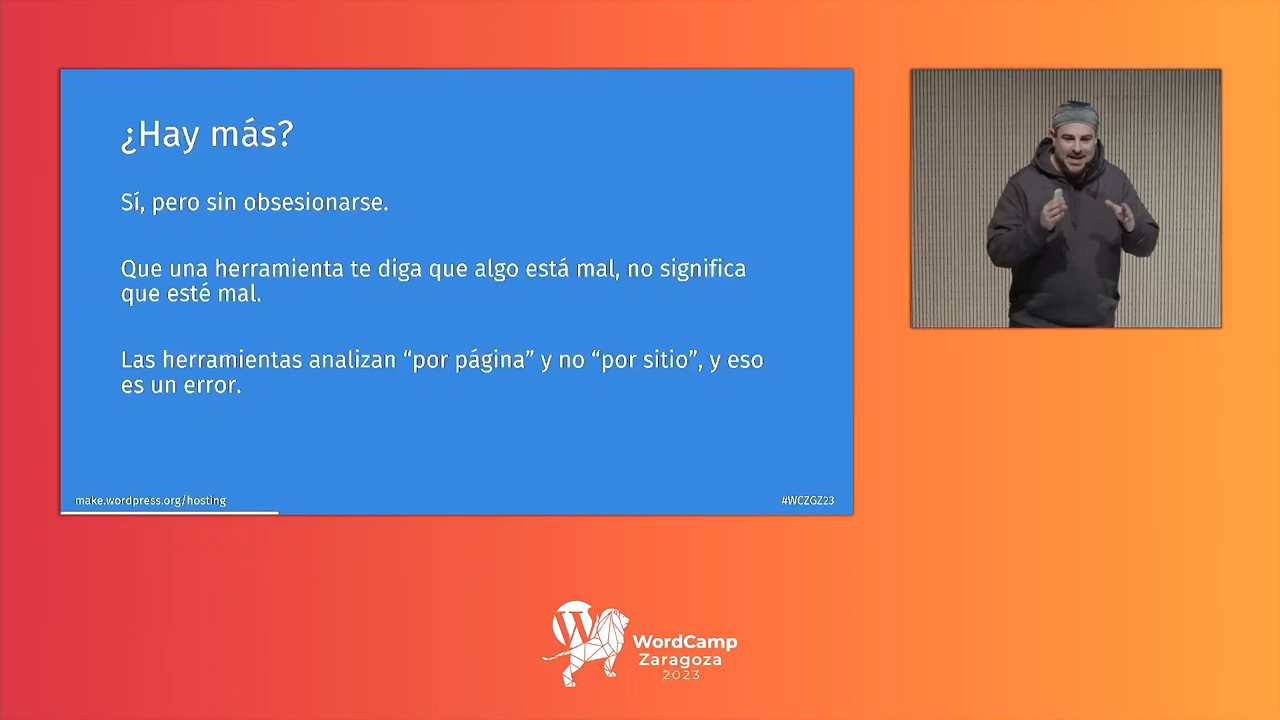 ¿Hay más?
Sí, pero sin obsesionarse.
Que una herramienta te diga que algo está mal, no significa
que esté mal.
Las herramientas analizan “por página” y no “por sitio”, y eso
es un error.
make.wordpress.org/hosting
#WCZGZ23
W
WordCamp
Zaragoza
2023